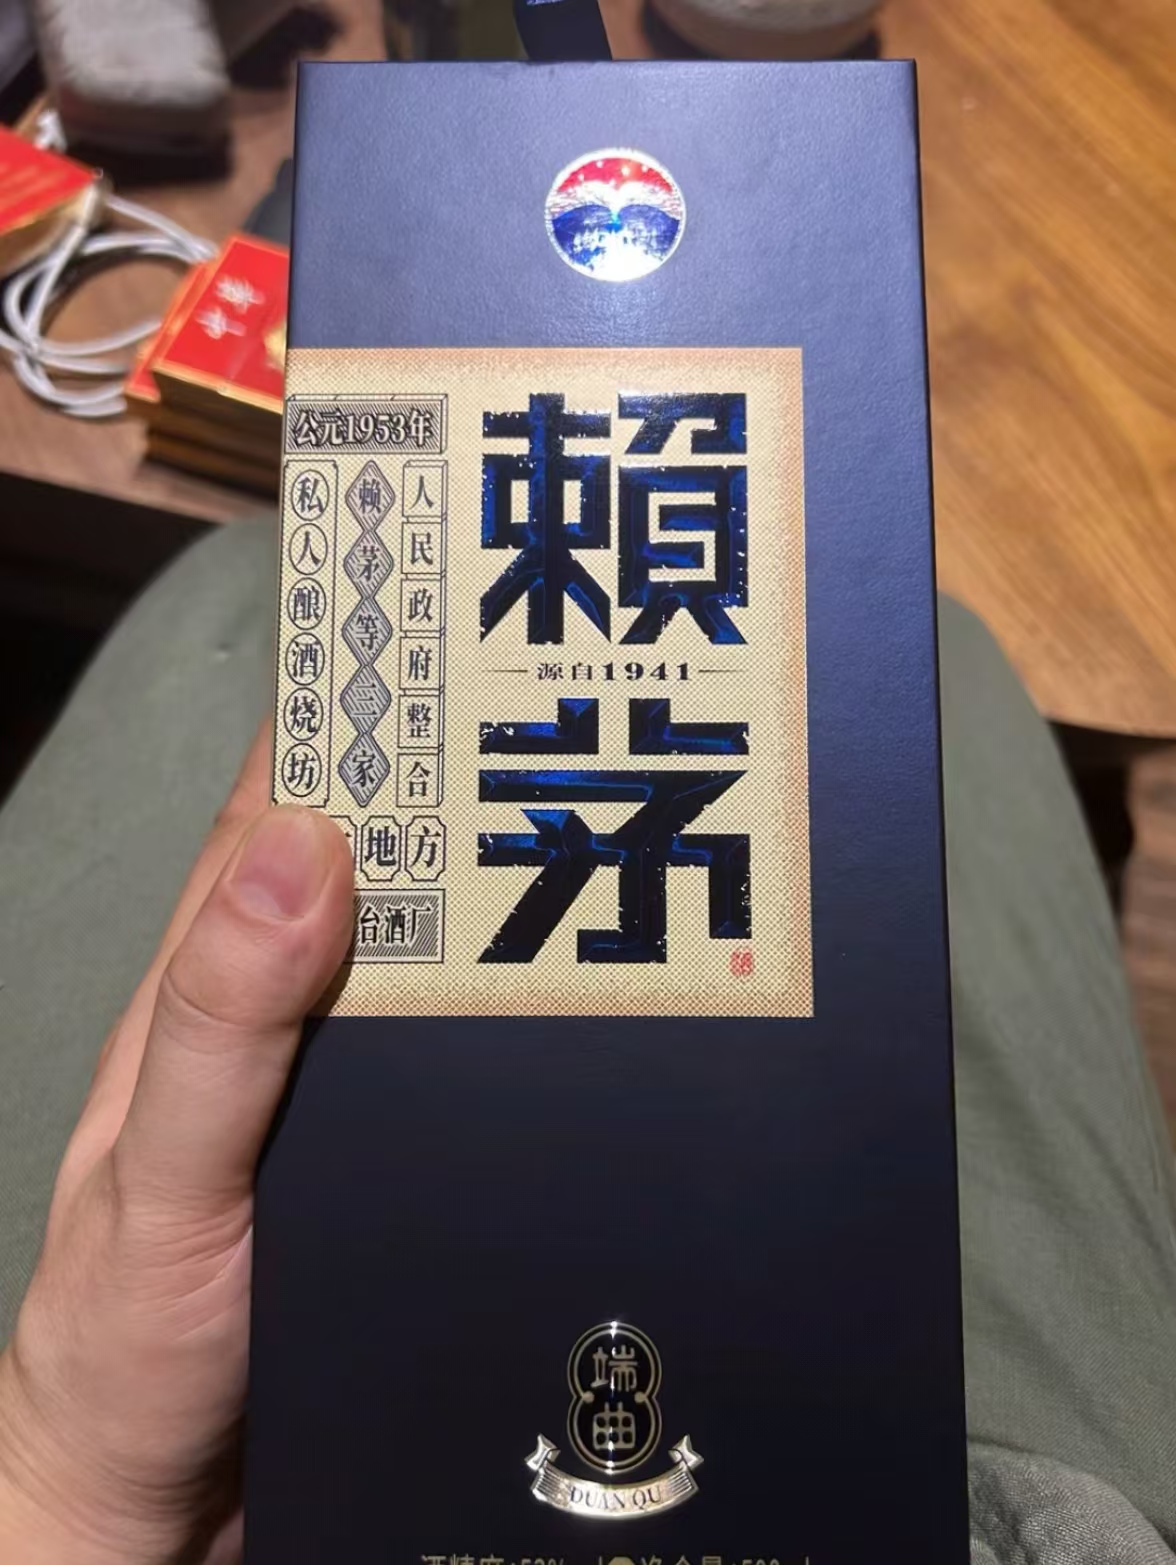 公元1953年
人民政府整合
赖茅等三家
私人酿酒烧坊
地方
台酒厂
賴
源自1941
茅
端曲
DUAN QU